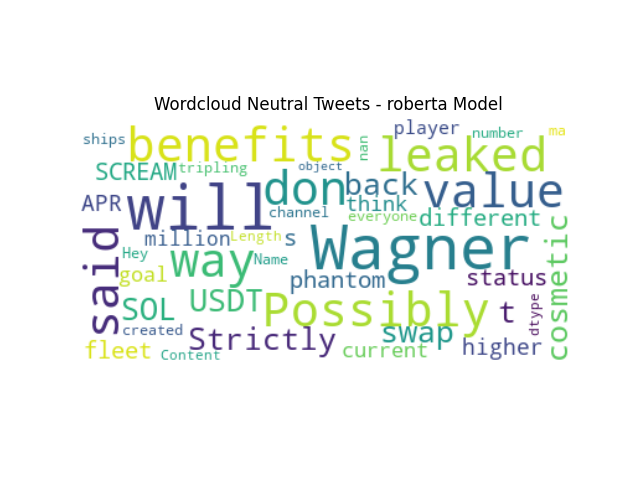 Wordcloud Neutral Tweets - roberta Model
ships benefits nan player number ma
SCREAM tripling object leaked
APR will don back value
channel think everyone different
said million Length s Wagner
Hey goal way Name phantom status cosmetic
SOL USDT Possibly t dtype
created Strictly swap
fleet Content current higher